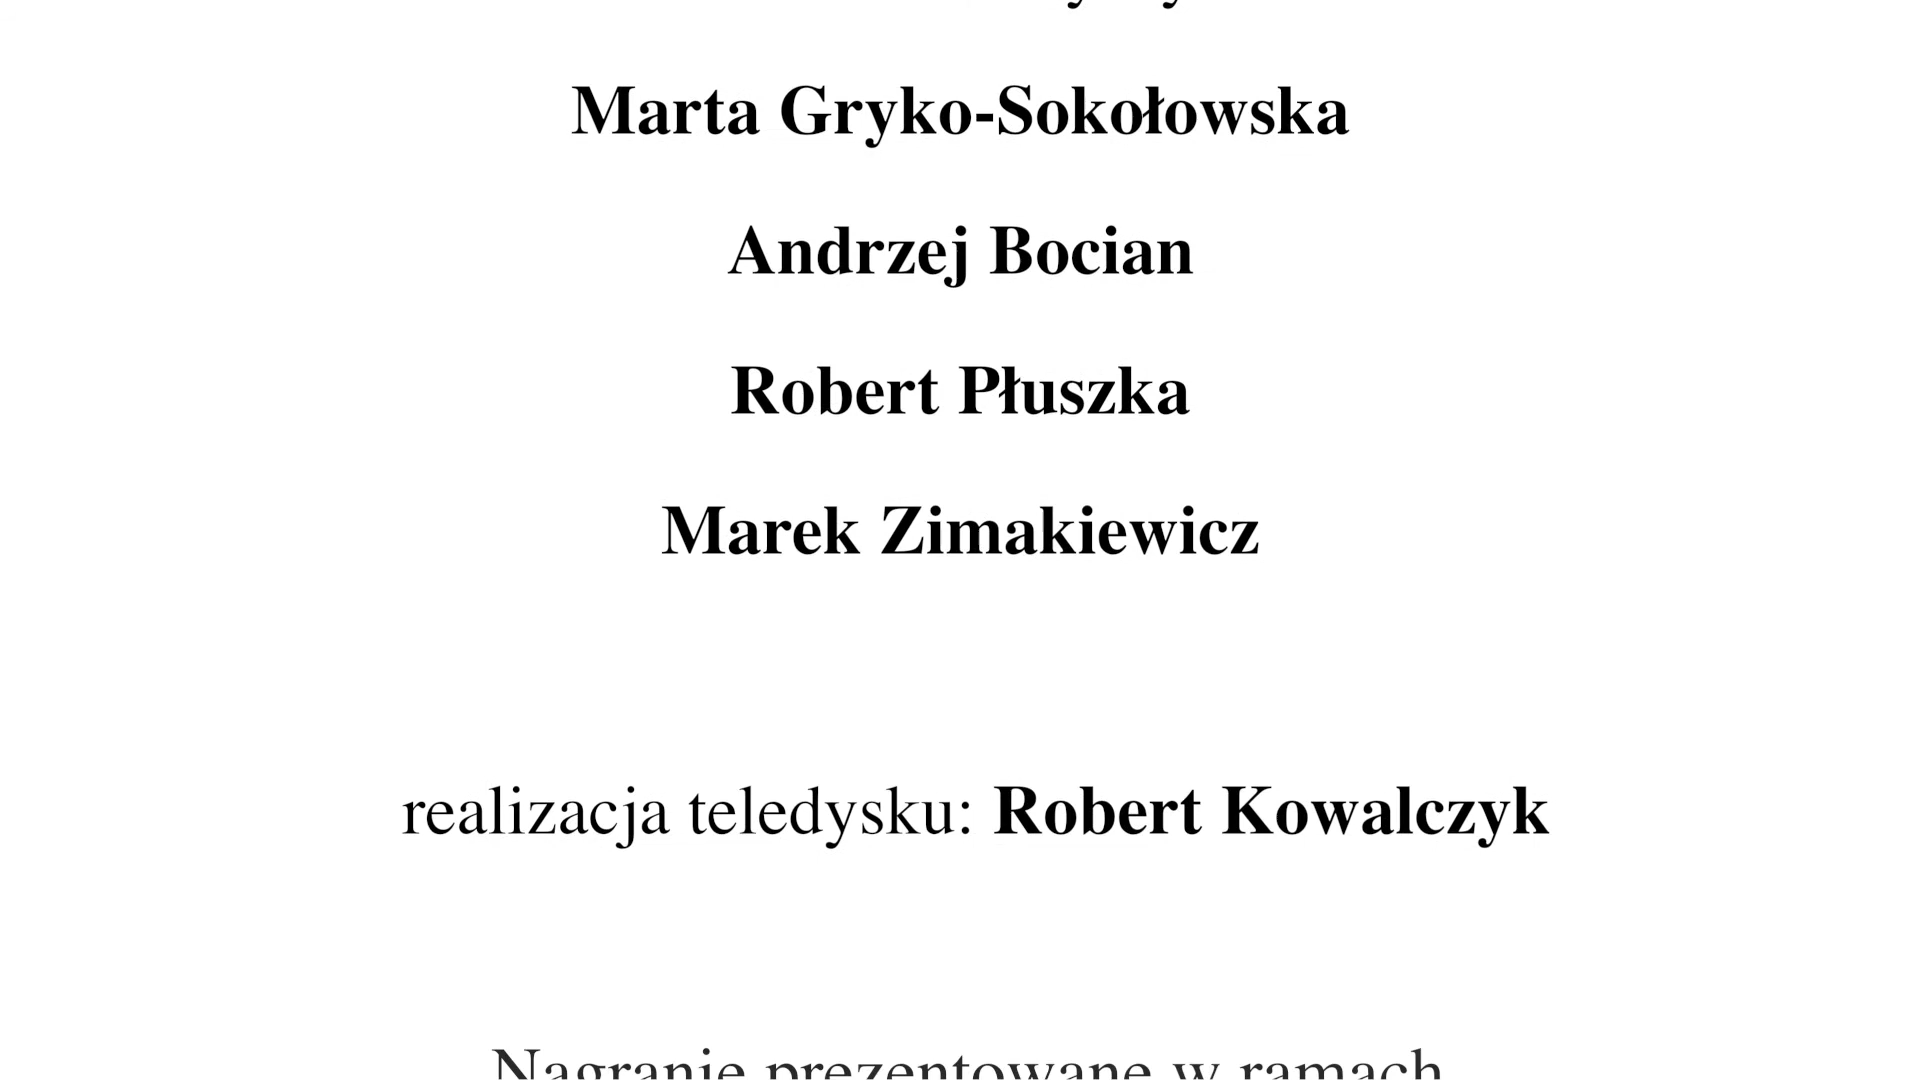 Marta Gryko-Sokołowska
Andrzej Bocian
Robert Płuszka
Marek Zimakiewicz
realizacja teledysku: Robert Kowalczyk
Nagranie prezentowane w ramach